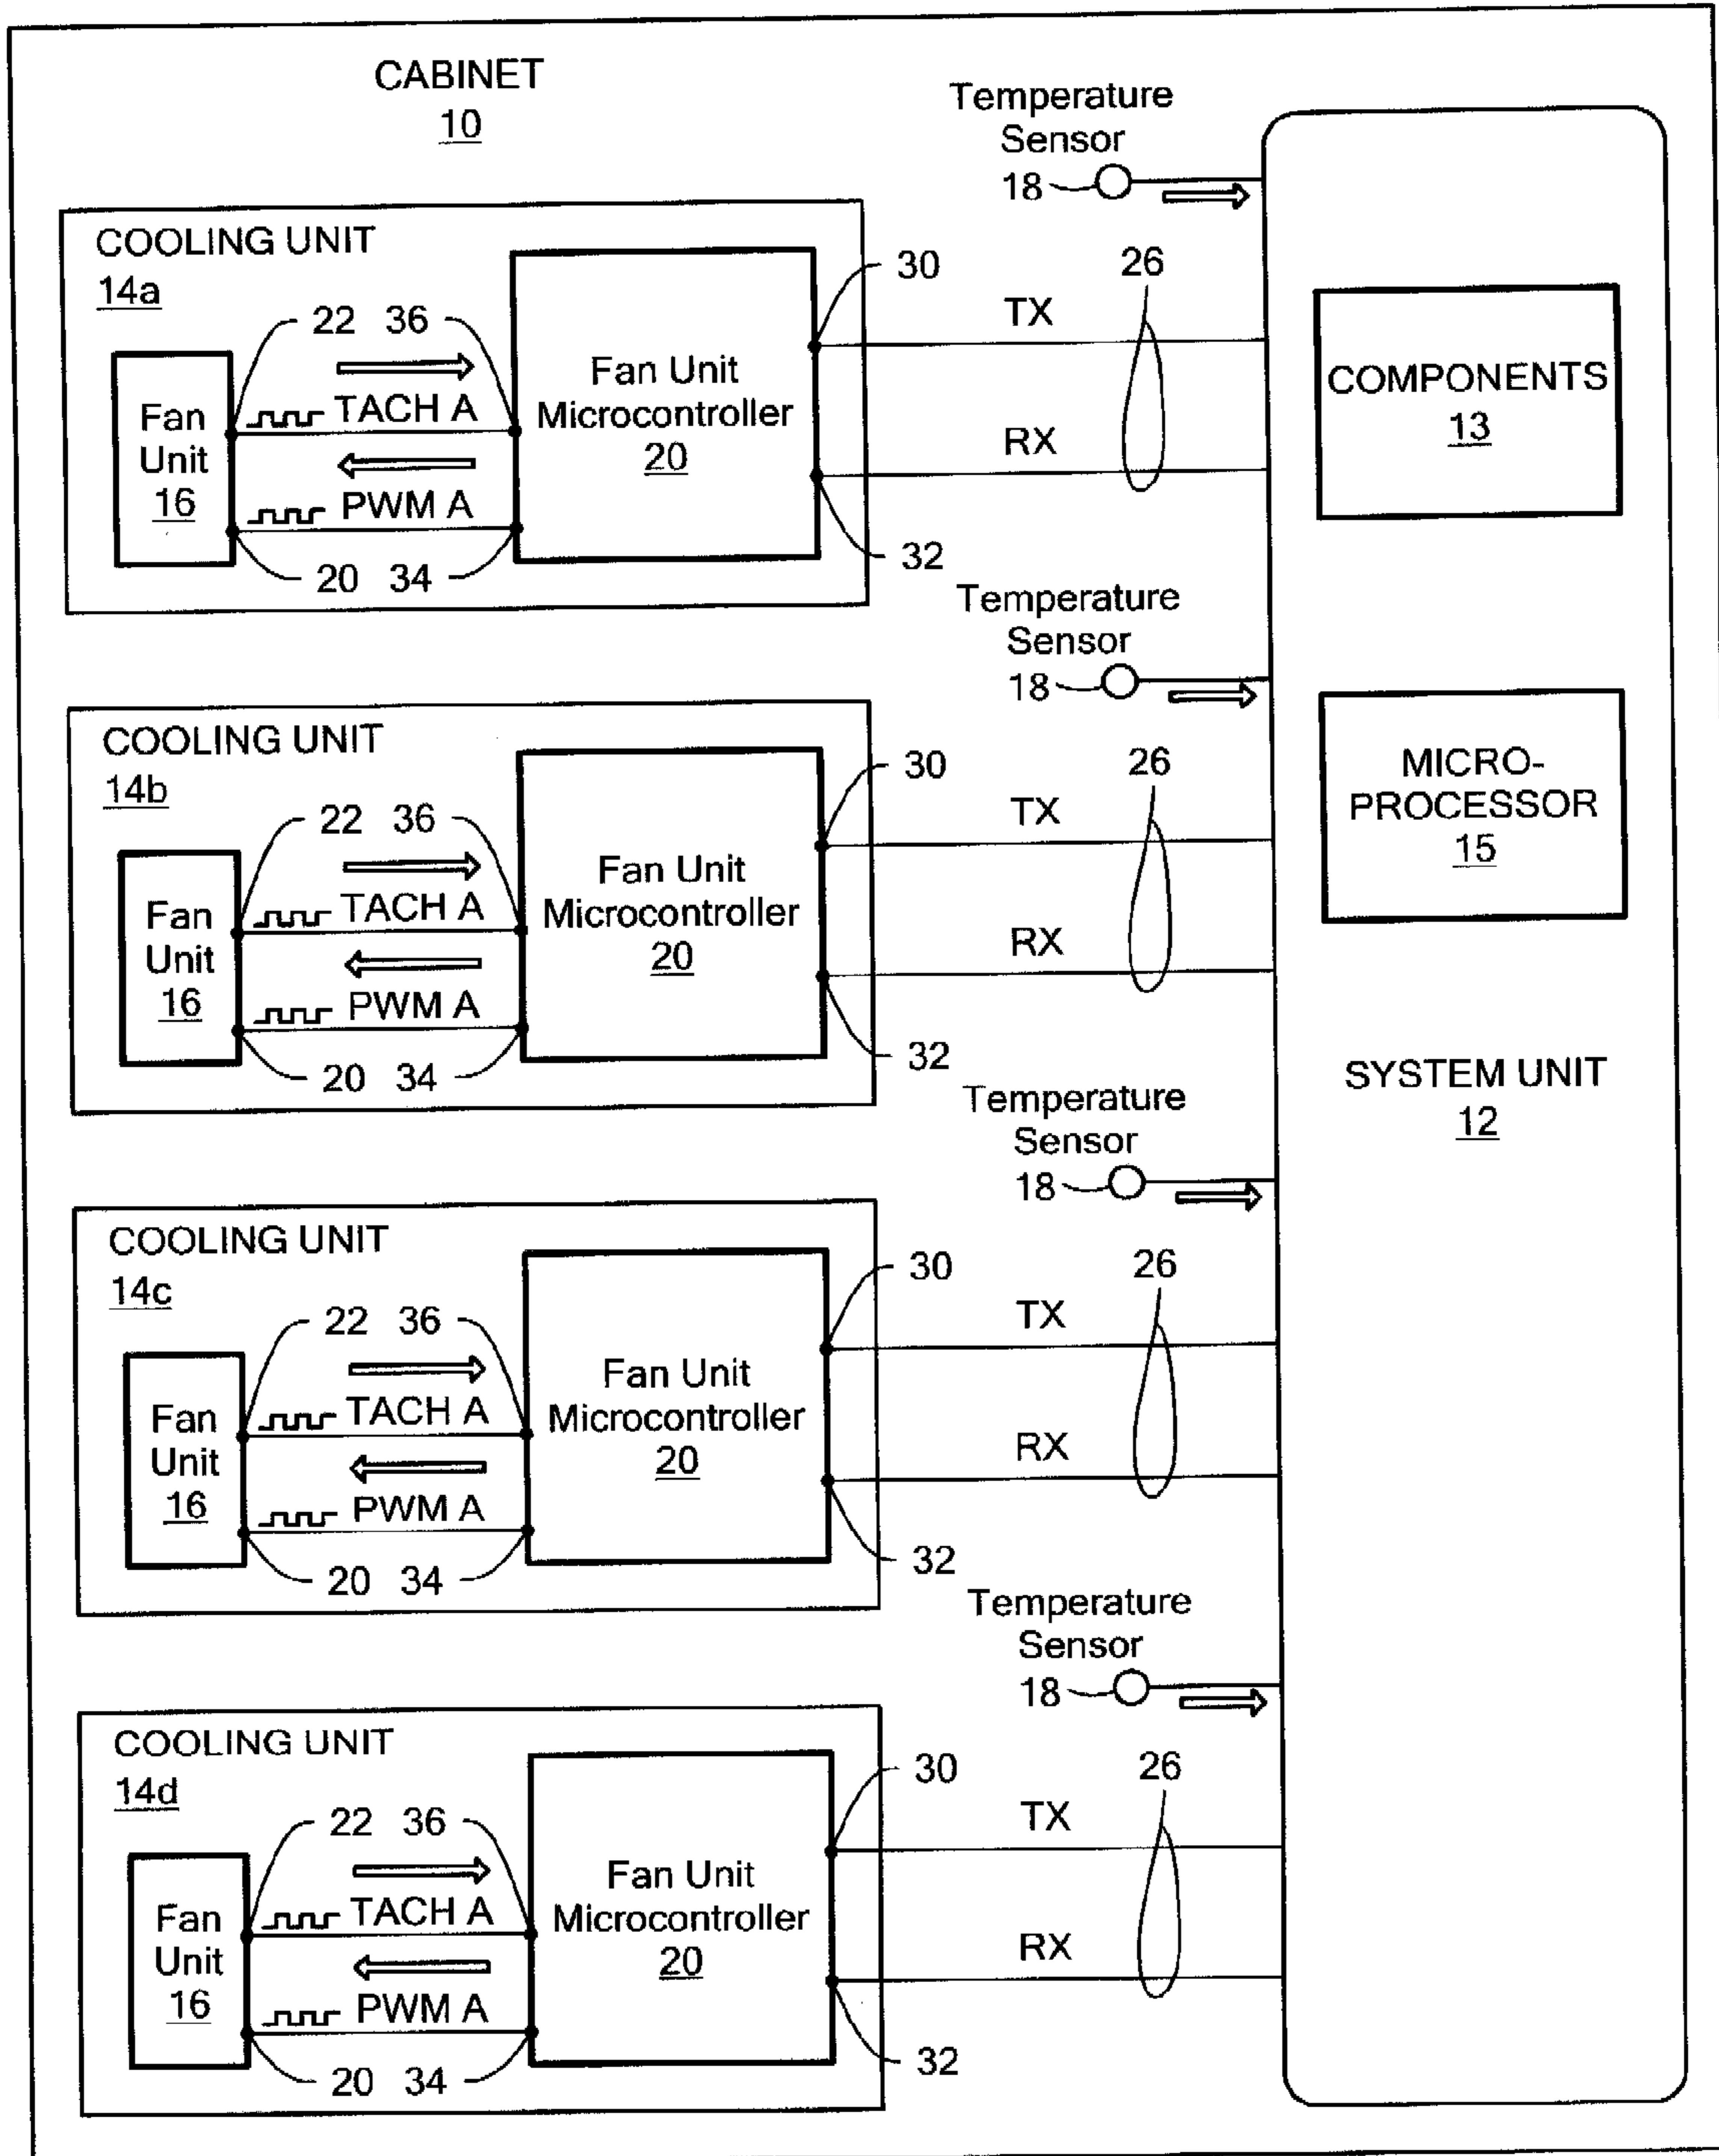 CABINET
10
Temperature
Sensor
18
COOLING UNIT
14a
22 36
Fan Unit
Microcontroller
20
30
26
TX
Fan
Unit
16
TACH A
PWM A
RX
20 34
32
COMPONENTS
13
Temperature
Sensor
18
COOLING UNIT
14b
22 36
Fan Unit
Microcontroller
20
30
26
TX
Fan
Unit
16
TACH A
PWM A
RX
20 34
32
MICRO-
PROCESSOR
15
SYSTEM UNIT
12
Temperature
Sensor
18
COOLING UNIT
14c
22 36
Fan Unit
Microcontroller
20
30
26
TX
Fan
Unit
16
TACH A
PWM A
RX
20 34
32
Temperature
Sensor
18
COOLING UNIT
14d
22 36
Fan Unit
Microcontroller
20
30
26
TX
Fan
Unit
16
TACH A
PWM A
RX
20 34
32